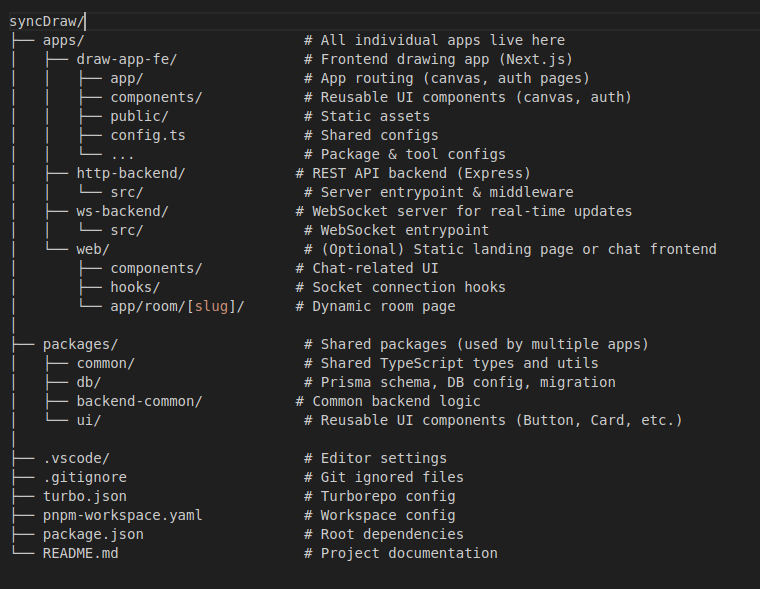 syncDraw/
├── apps/                          # All individual apps live here
│   ├── draw-app-fe/               # Frontend drawing app (Next.js)
│   │   ├── app/                   # App routing (canvas, auth pages)
│   │   ├── components/            # Reusable UI components (canvas, auth)
│   │   ├── public/                # Static assets
│   │   ├── config.ts              # Shared configs
│   │   └── ...                    # Package & tool configs
│   ├── http-backend/             # REST API backend (Express)
│   │   └── src/                   # Server entrypoint & middleware
│   ├── ws-backend/               # WebSocket server for real-time updates
│   │   └── src/                   # WebSocket entrypoint
│   └── web/                       # (Optional) Static landing page or chat frontend
│       ├── components/           # Chat-related UI
│       ├── hooks/                # Socket connection hooks
│       └── app/room/[slug]/      # Dynamic room page
│
├── packages/                      # Shared packages (used by multiple apps)
│   ├── common/                    # Shared TypeScript types and utils
│   ├── db/                        # Prisma schema, DB config, migration
│   ├── backend-common/           # Common backend logic
│   └── ui/                        # Reusable UI components (Button, Card, etc.)
│
├── .vscode/                       # Editor settings
├── .gitignore                     # Git ignored files
├── turbo.json                     # Turborepo config
├── pnpm-workspace.yaml            # Workspace config
├── package.json                   # Root dependencies
└── README.md                      # Project documentation